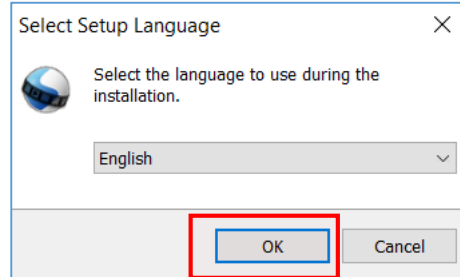 Select Setup Language
Select the language to use during the
installation.
English
OK
Cancel